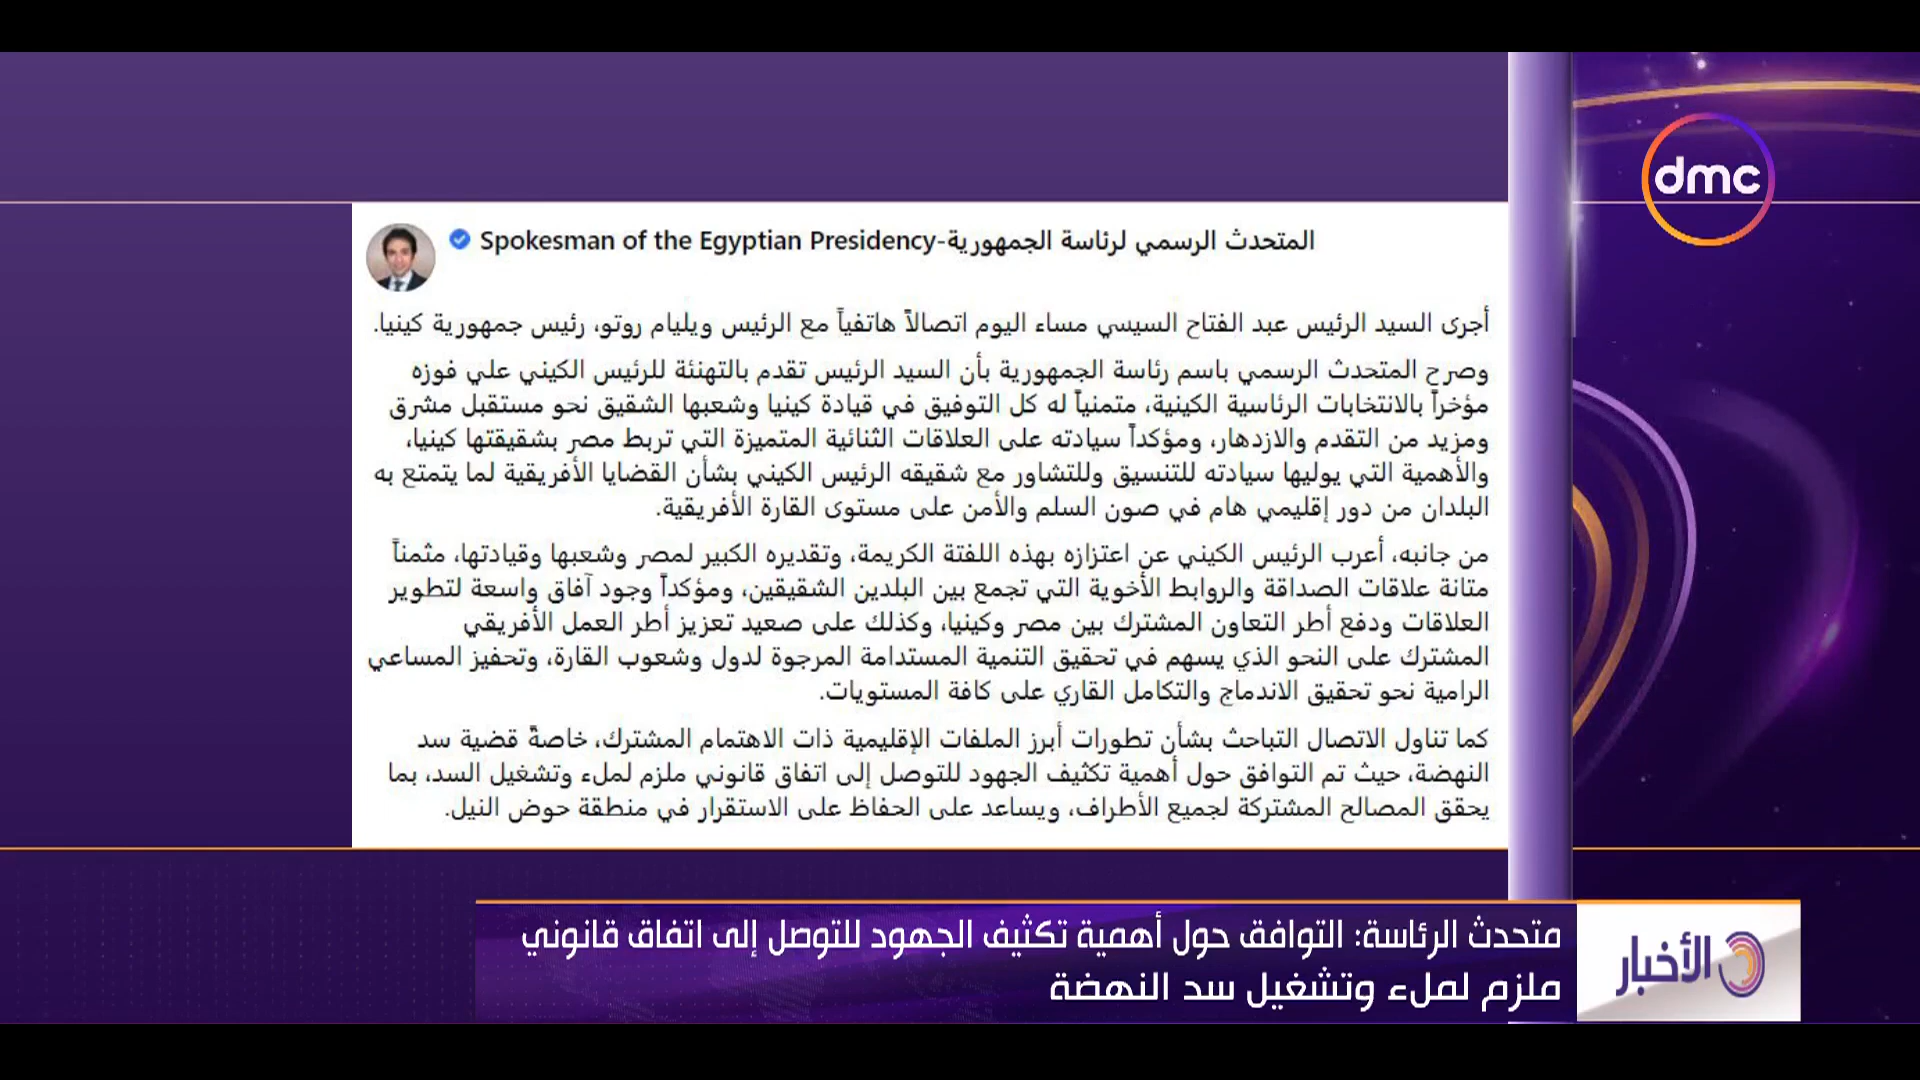 dmc
المتحدث الرسمي لرئاسة الجمهورية-Spokesman of the Egyptian Presidency
أجرى السيد الرئيس عبد الفتاح السيسي مساء اليوم اتصالاً هاتفياً مع الرئيس ويليام روتو، رئيس جمهورية كينيا.
وصرح المتحدث الرسمي باسم رئاسة الجمهورية بأن السيد الرئيس تقدم بالتهنئة للرئيس الكيني علي فوزه
مؤخراً بالانتخابات الرئاسية الكينية، متمنياً له كل التوفيق في قيادة كينيا وشعبها الشقيق نحو مستقبل مشرق
ومزيد من التقدم والازدهار، ومؤكداً سيادته على العلاقات الثنائية المتميزة التي تربط مصر بشقيقتها كينيا،
والأهمية التي يوليها سيادته للتنسيق وللتشاور مع شقيقه الرئيس الكيني بشأن القضايا الأفريقية لما يتمتع به
البلدان من دور إقليمي هام في صون السلم والأمن على مستوى القارة الأفريقية.
من جانبه، أعرب الرئيس الكيني عن اعتزازه بهذه اللفتة الكريمة، وتقديره الكبير لمصر وشعبها وقيادتها، مثمناً
متانة علاقات الصداقة والروابط الأخوية التي تجمع بين البلدين الشقيقين، ومؤكداً وجود آفاق واسعة لتطوير
العلاقات ودفع أطر التعاون المشترك بين مصر وكينيا، وكذلك على صعيد تعزيز أطر العمل الأفريقي
المشترك على النحو الذي يسهم في تحقيق التنمية المستدامة المرجوة لدول وشعوب القارة، وتحفيز المساعي
الرامية نحو تحقيق الاندماج والتكامل القاري على كافة المستويات.
كما تناول الاتصال التباحث بشأن تطورات أبرز الملفات الإقليمية ذات الاهتمام المشترك، خاصةً قضية سد
النهضة، حيث تم التوافق حول أهمية تكثيف الجهود للتوصل إلى اتفاق قانوني ملزم لملء وتشغيل السد، بما
يحقق المصالح المشتركة لجميع الأطراف، ويساعد على الحفاظ على الاستقرار في منطقة حوض النيل.
متحدث الرئاسة: التوافق حول أهمية تكثيف الجهود للتوصل إلى اتفاق قانوني
ملزم لملء وتشغيل سد النهضة
الأخبار